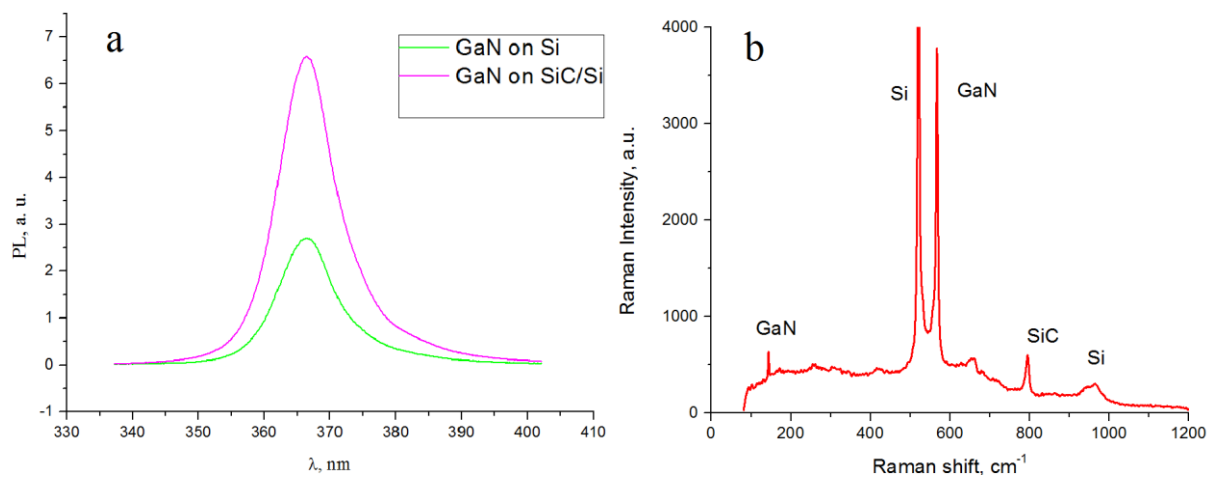 a
GaN on Si
GaN on SiC/Si
7
6
5
4
3
2
1
0
-1
PL, a. u.
330 340 350 360 370 380 390 400 410
λ, nm
b
Si
GaN
GaN
SiC
Si
4000
3000
2000
1000
0
Raman Intensity, a.u.
0 200 400 600 800 1000 1200
Raman shift, cm⁻¹